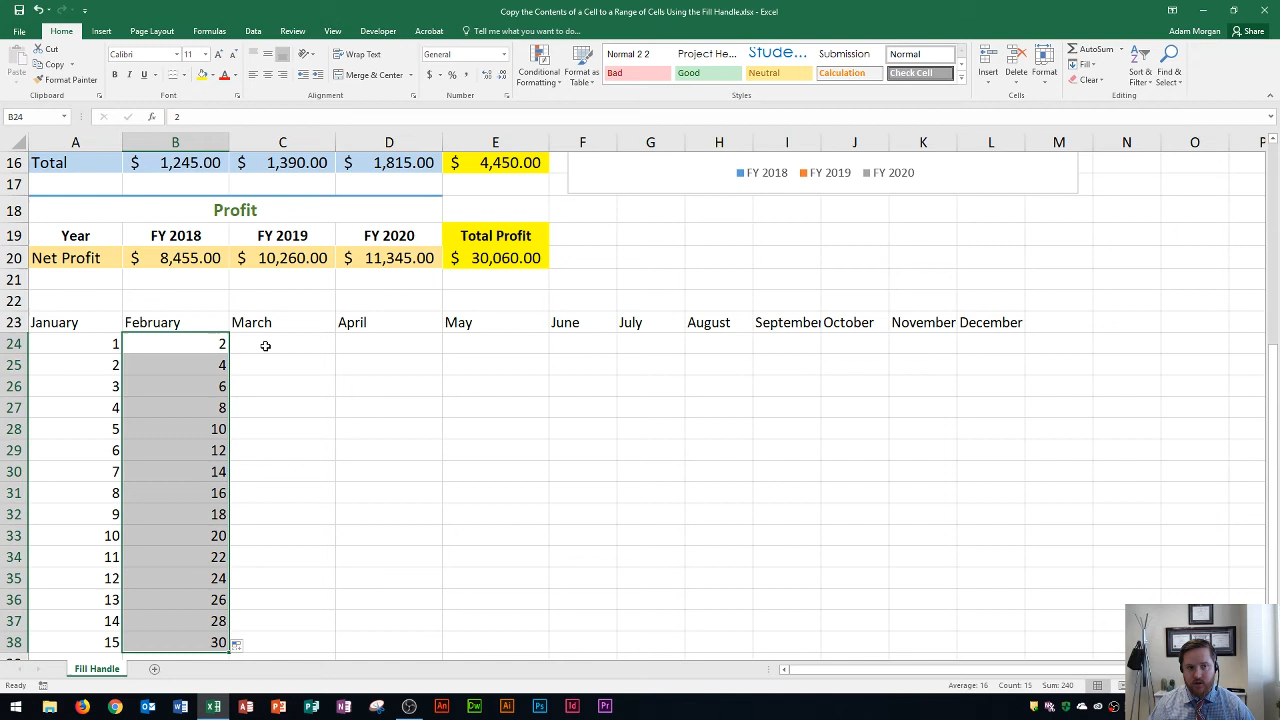 Copy the Contents of a Cell to a Range of Cells Using the Fill Handle.xlsx - Excel
Adam Morgan
File Home Insert Page Layout Formulas Data Review View Acrobat Tell me what you want to do... Share
Cut
Copy
Format Painter
Paste
Clipboard
Calibri 11
Font
Wrap Text
Merge & Center
Alignment
General
Number
Conditional Formatting
Format as Table
Normal 2 2 Project He... Stude... Submission Normal
Bad Good Neutral Calculation Check Cell
Styles
Insert Delete Format
Cells
AutoSum
Fill
Clear
Sort & Filter
Find & Select
Editing
B24 2
A B C D E F G H I J K L M N O P
16 Total $ 1,245.00 $ 1,390.00 $ 1,815.00 $ 4,450.00
FY 2018 FY 2019 FY 2020
17
18 Profit
19 Year FY 2018 FY 2019 FY 2020 Total Profit
20 Net Profit $ 8,455.00 $ 10,260.00 $ 11,345.00 $ 30,060.00
21
22
23 January February March April May June July August September October November December
24 1 2
25 2 4
26 3 6
27 4 8
28 5 10
29 6 12
30 7 14
31 8 16
32 9 18
33 10 20
34 11 22
35 12 24
36 13 26
37 14 28
38 15 30
Fill Handle
Ready
Average: 16 Count: 15 Sum: 240